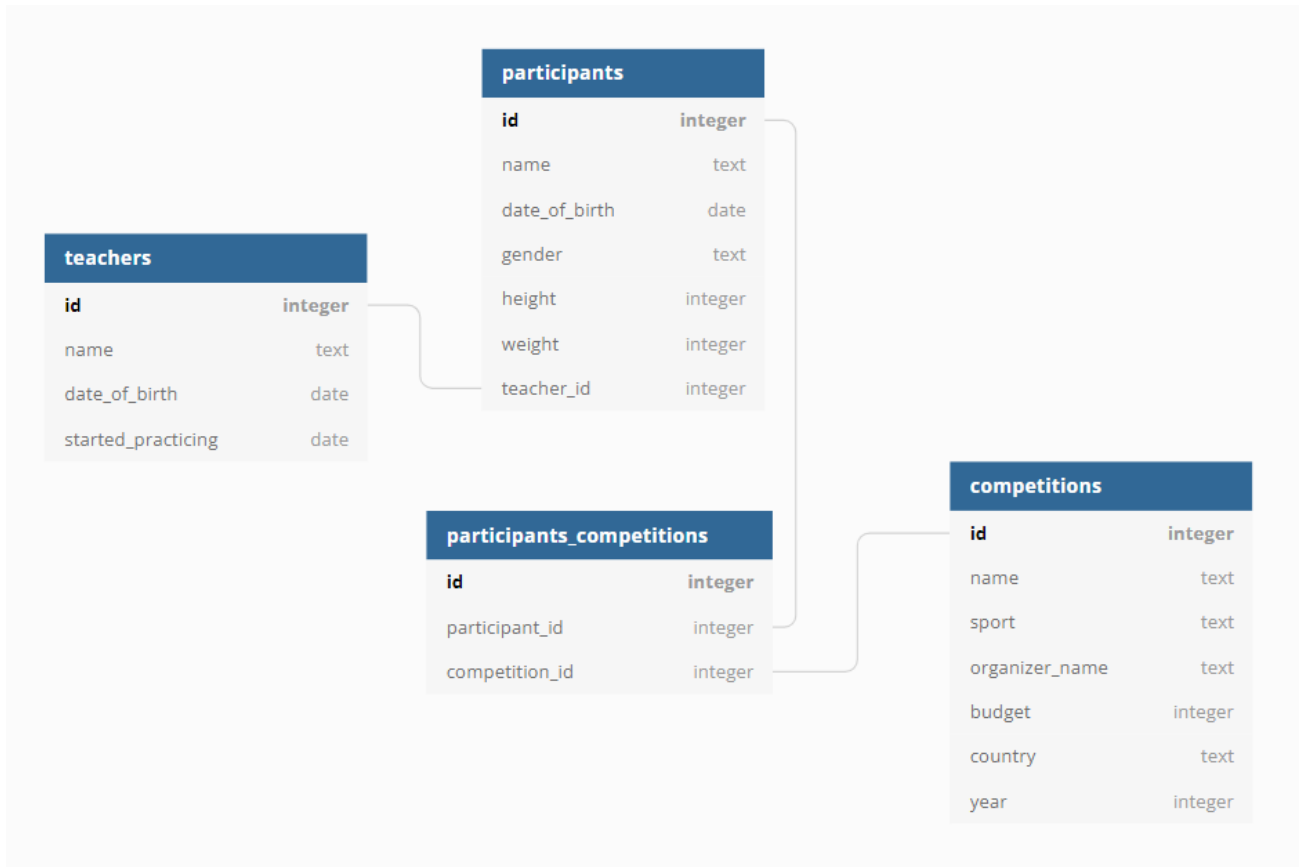 participants
id integer
name text
date_of_birth date
gender text
height integer
weight integer
teacher_id integer
teachers
id integer
name text
date_of_birth date
started_practicing date
participants_competitions
id integer
participant_id integer
competition_id integer
competitions
id integer
name text
sport text
organizer_name text
budget integer
country text
year integer